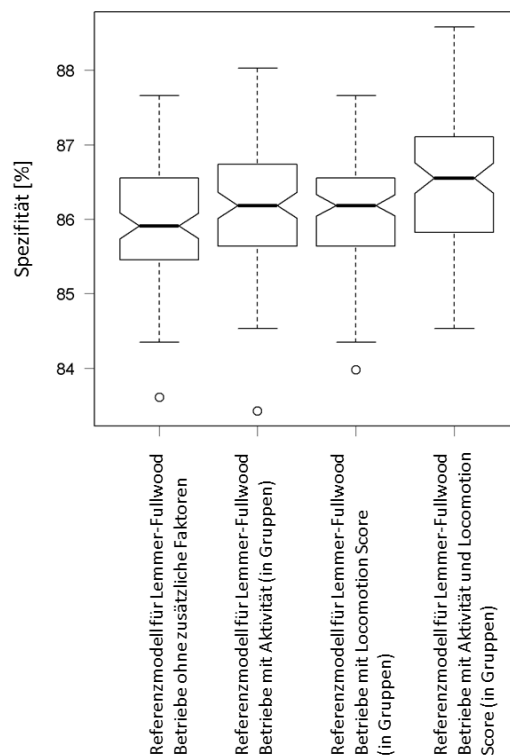 Spezifität [%]
88
87
86
85
84
Referenzmodell für Lemmer-Fullwood
Betriebe ohne zusätzliche Faktoren
Referenzmodell für Lemmer-Fullwood
Betriebe mit Aktivität (in Gruppen)
Referenzmodell für Lemmer-Fullwood
Betriebe mit Locomotion Score
(in Gruppen)
Referenzmodell für Lemmer-Fullwood
Betriebe mit Aktivität und Locomotion
Score (in Gruppen)